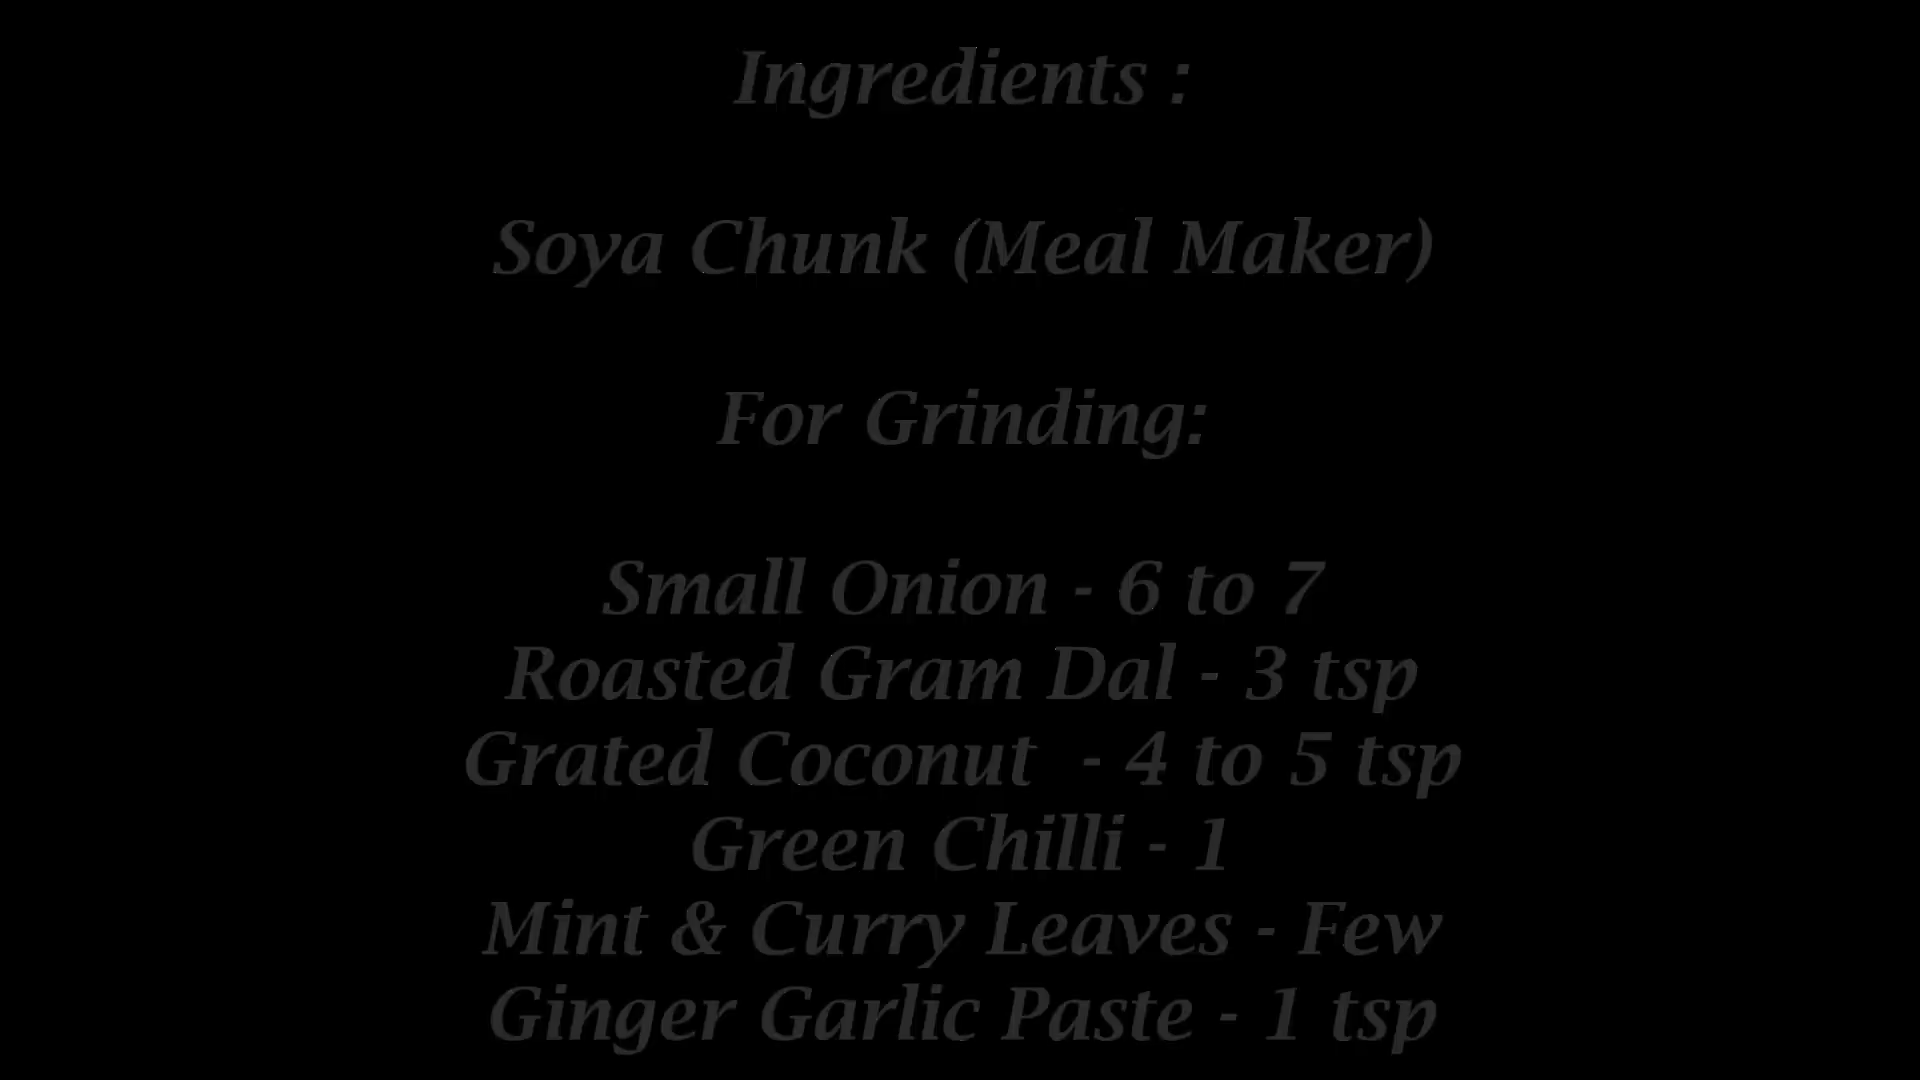 Ingredients :
Soya Chunk (Meal Maker)
For Grinding:
Small Onion - 6 to 7
Roasted Gram Dal - 3 tsp
Grated Coconut  - 4 to 5 tsp
Green Chilli - 1
Mint & Curry Leaves - Few
Ginger Garlic Paste - 1 tsp